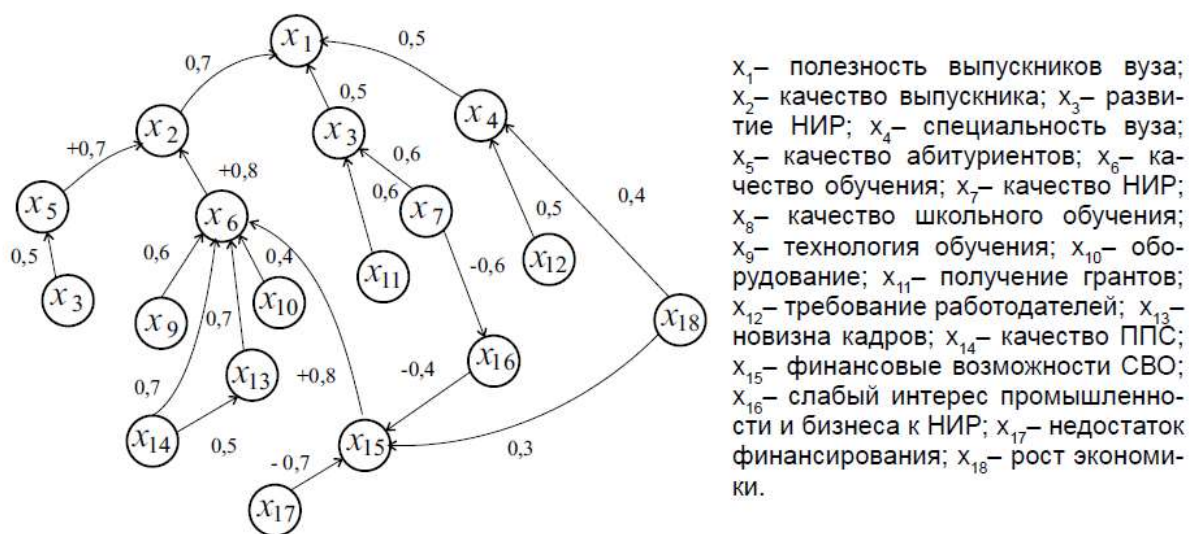 x1
0,5
0,7
0,5
x2
x3
x4
+0,7
0,6
+0,8
0,6
x5
x6
x7
0,4
0,5
0,5
0,6
0,4
-0,6
x12
x11
x3
x10
x9
0,7
x18
x16
x13
+0,8
-0,4
0,7
x14
x15
0,5
0,3
- 0,7
x17
x1– полезность выпускников вуза;
x2– качество выпускника; x3– разви-
тие НИР; x4– специальность вуза;
x5– качество абитуриентов; x6– ка-
чество обучения; x7– качество НИР;
x8– качество школьного обучения;
x9– технология обучения; x10– обо-
рудование; x11– получение грантов;
x12– требование работодателей; x13–
новизна кадров; x14– качество ППС;
x15– финансовые возможности СВО;
x16– слабый интерес промышленно-
сти и бизнеса к НИР; x17– недостаток
финансирования; x18– рост экономи-
ки.